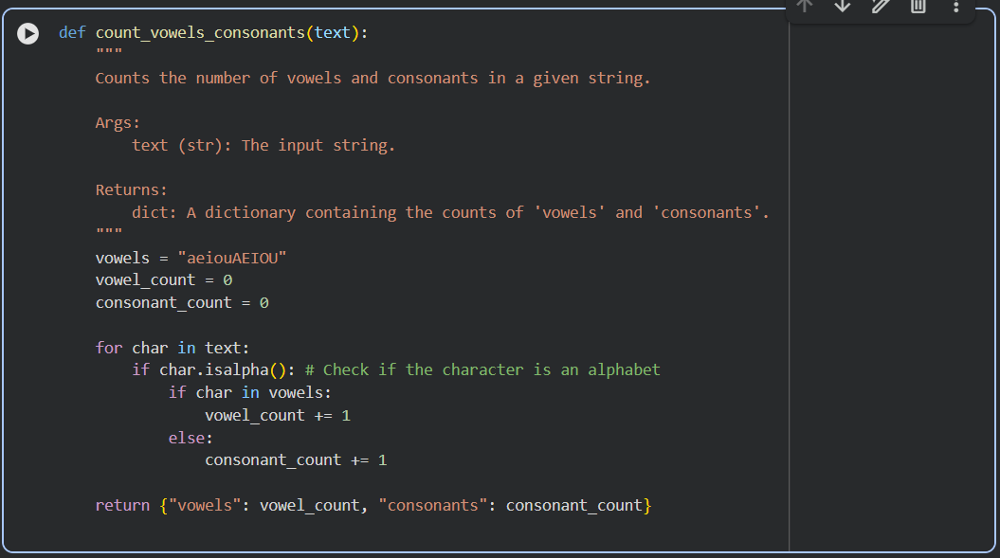 def count_vowels_consonants(text):
    """
    Counts the number of vowels and consonants in a given string.

    Args:
        text (str): The input string.

    Returns:
        dict: A dictionary containing the counts of 'vowels' and 'consonants'.
    """
    vowels = "aeiouAEIOU"
    vowel_count = 0
    consonant_count = 0

    for char in text:
        if char.isalpha(): # Check if the character is an alphabet
            if char in vowels:
                vowel_count += 1
            else:
                consonant_count += 1

    return {"vowels": vowel_count, "consonants": consonant_count}